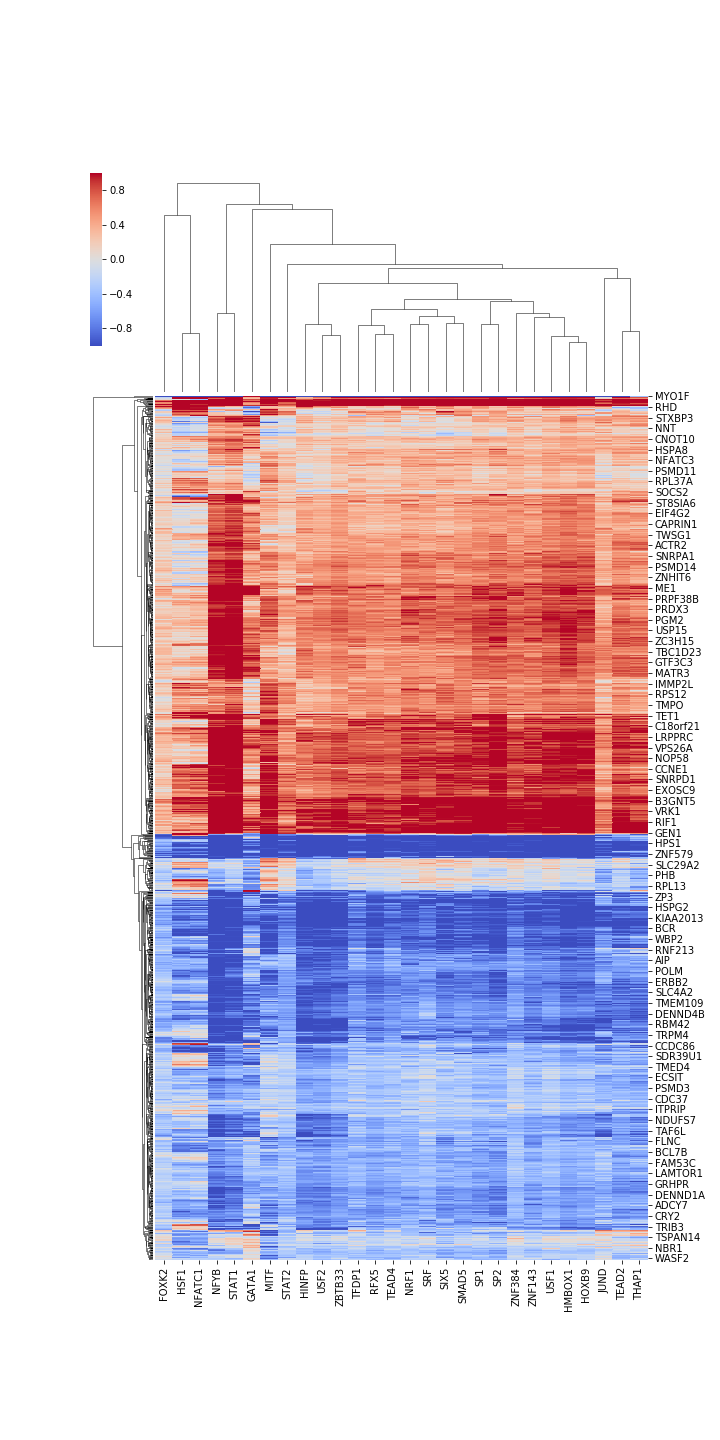 0.8
0.4
0.0
−0.4
−0.8
MYO1F
RHD
STXBP3
NNT
CNOT10
HSPA8
NFATC3
PSMD11
RPL37A
SOCS2
ST8SIA6
EIF4G2
CAPRIN1
TWSG1
ACTR2
SNRPA1
PSMD14
ZNHIT6
ME1
PRPF38B
PRDX3
PGM2
USP15
ZC3H15
TBC1D23
GTF3C3
MATR3
IMMP2L
RPS12
TMPO
TET1
C18orf21
LRPPRC
VPS26A
NOP58
CCNE1
SNRPD1
EXOSC9
B3GNT5
VRK1
RIF1
GEN1
HPS1
ZNF579
SLC29A2
PHB
RPL13
ZP3
HSPG2
KIAA2013
BCR
WBP2
RNF213
AIP
POLM
ERBB2
SLC4A2
TMEM109
DENND4B
RBM42
TRPM4
CCDC86
SDR39U1
TMED4
ECSIT
PSMD3
CDC37
ITPRIP
NDUFS7
TAF6L
FLNC
BCL7B
FAM53C
LAMTOR1
GRHPR
DENND1A
ADCY7
CRY2
TRIB3
TSPAN14
NBR1
WASF2
FOXK2
HSF1
NFATC1
NFYB
STAT1
GATA1
MITF
STAT2
HINFP
USF2
ZBTB33
TFDP1
RFX5
TEAD4
NRF1
SRF
SIX5
SMAD5
SP1
SP2
ZNF384
ZNF143
USF1
HMBOX1
HOXB9
JUND
TEAD2
THAP1